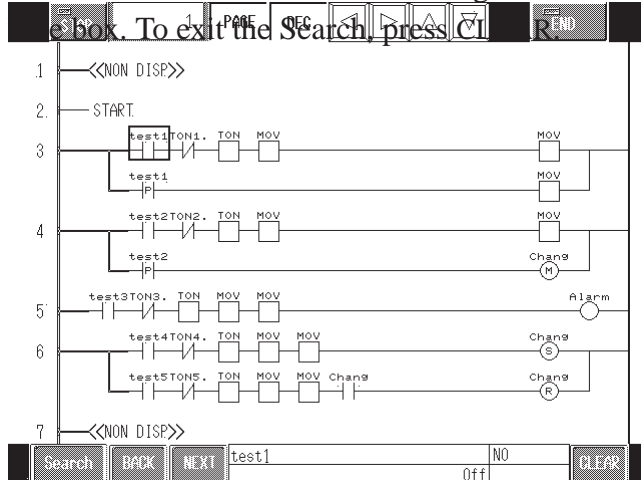 e box. To exit the Search, press CLEAR.
1 PAGE DEC END
1 <<NON DISP>>
2 START
test1 TON1. TON MOV MOV
3
test1 MOV
P
test2 TON2. TON MOV MOV
4
test2 Chang
P M
test3 TON3. TON MOV MOV Alarm
5
test4 TON4. TON MOV MOV Chang
6 S
test5 TON5. TON MOV MOV Chang Chang
R
7 <<NON DISP>>
Search BACK NEXT test1 NO CLEAR
Off